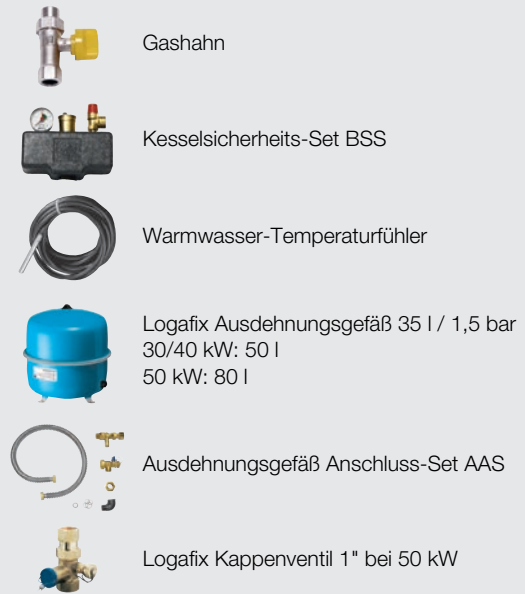 Gashahn
Kesselsicherheits-Set BSS
Warmwasser-Temperaturfühler
Logafix Ausdehnungsgefäß 35 l / 1,5 bar
30/40 kW: 50 l
50 kW: 80 l
Ausdehnungsgefäß Anschluss-Set AAS
Logafix Kappenventil 1" bei 50 kW